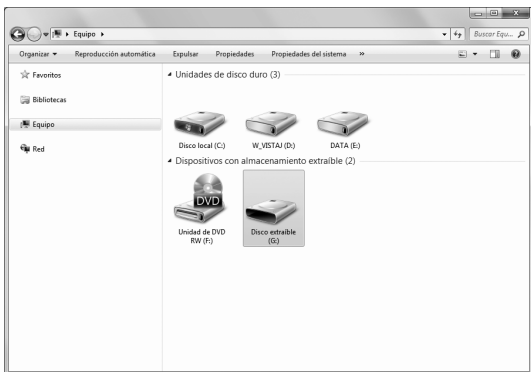 Equipo
Buscar Equ...
Organizar Reproducción automática Expulsar Propiedades Propiedades del sistema »
Favoritos
Bibliotecas
Equipo
Red
Unidades de disco duro (3)
Disco local (C:) W_VISTAJ (D:) DATA (E:)
Dispositivos con almacenamiento extraíble (2)
DVD
Unidad de DVD
RW (F:)
Disco extraíble
(G:)